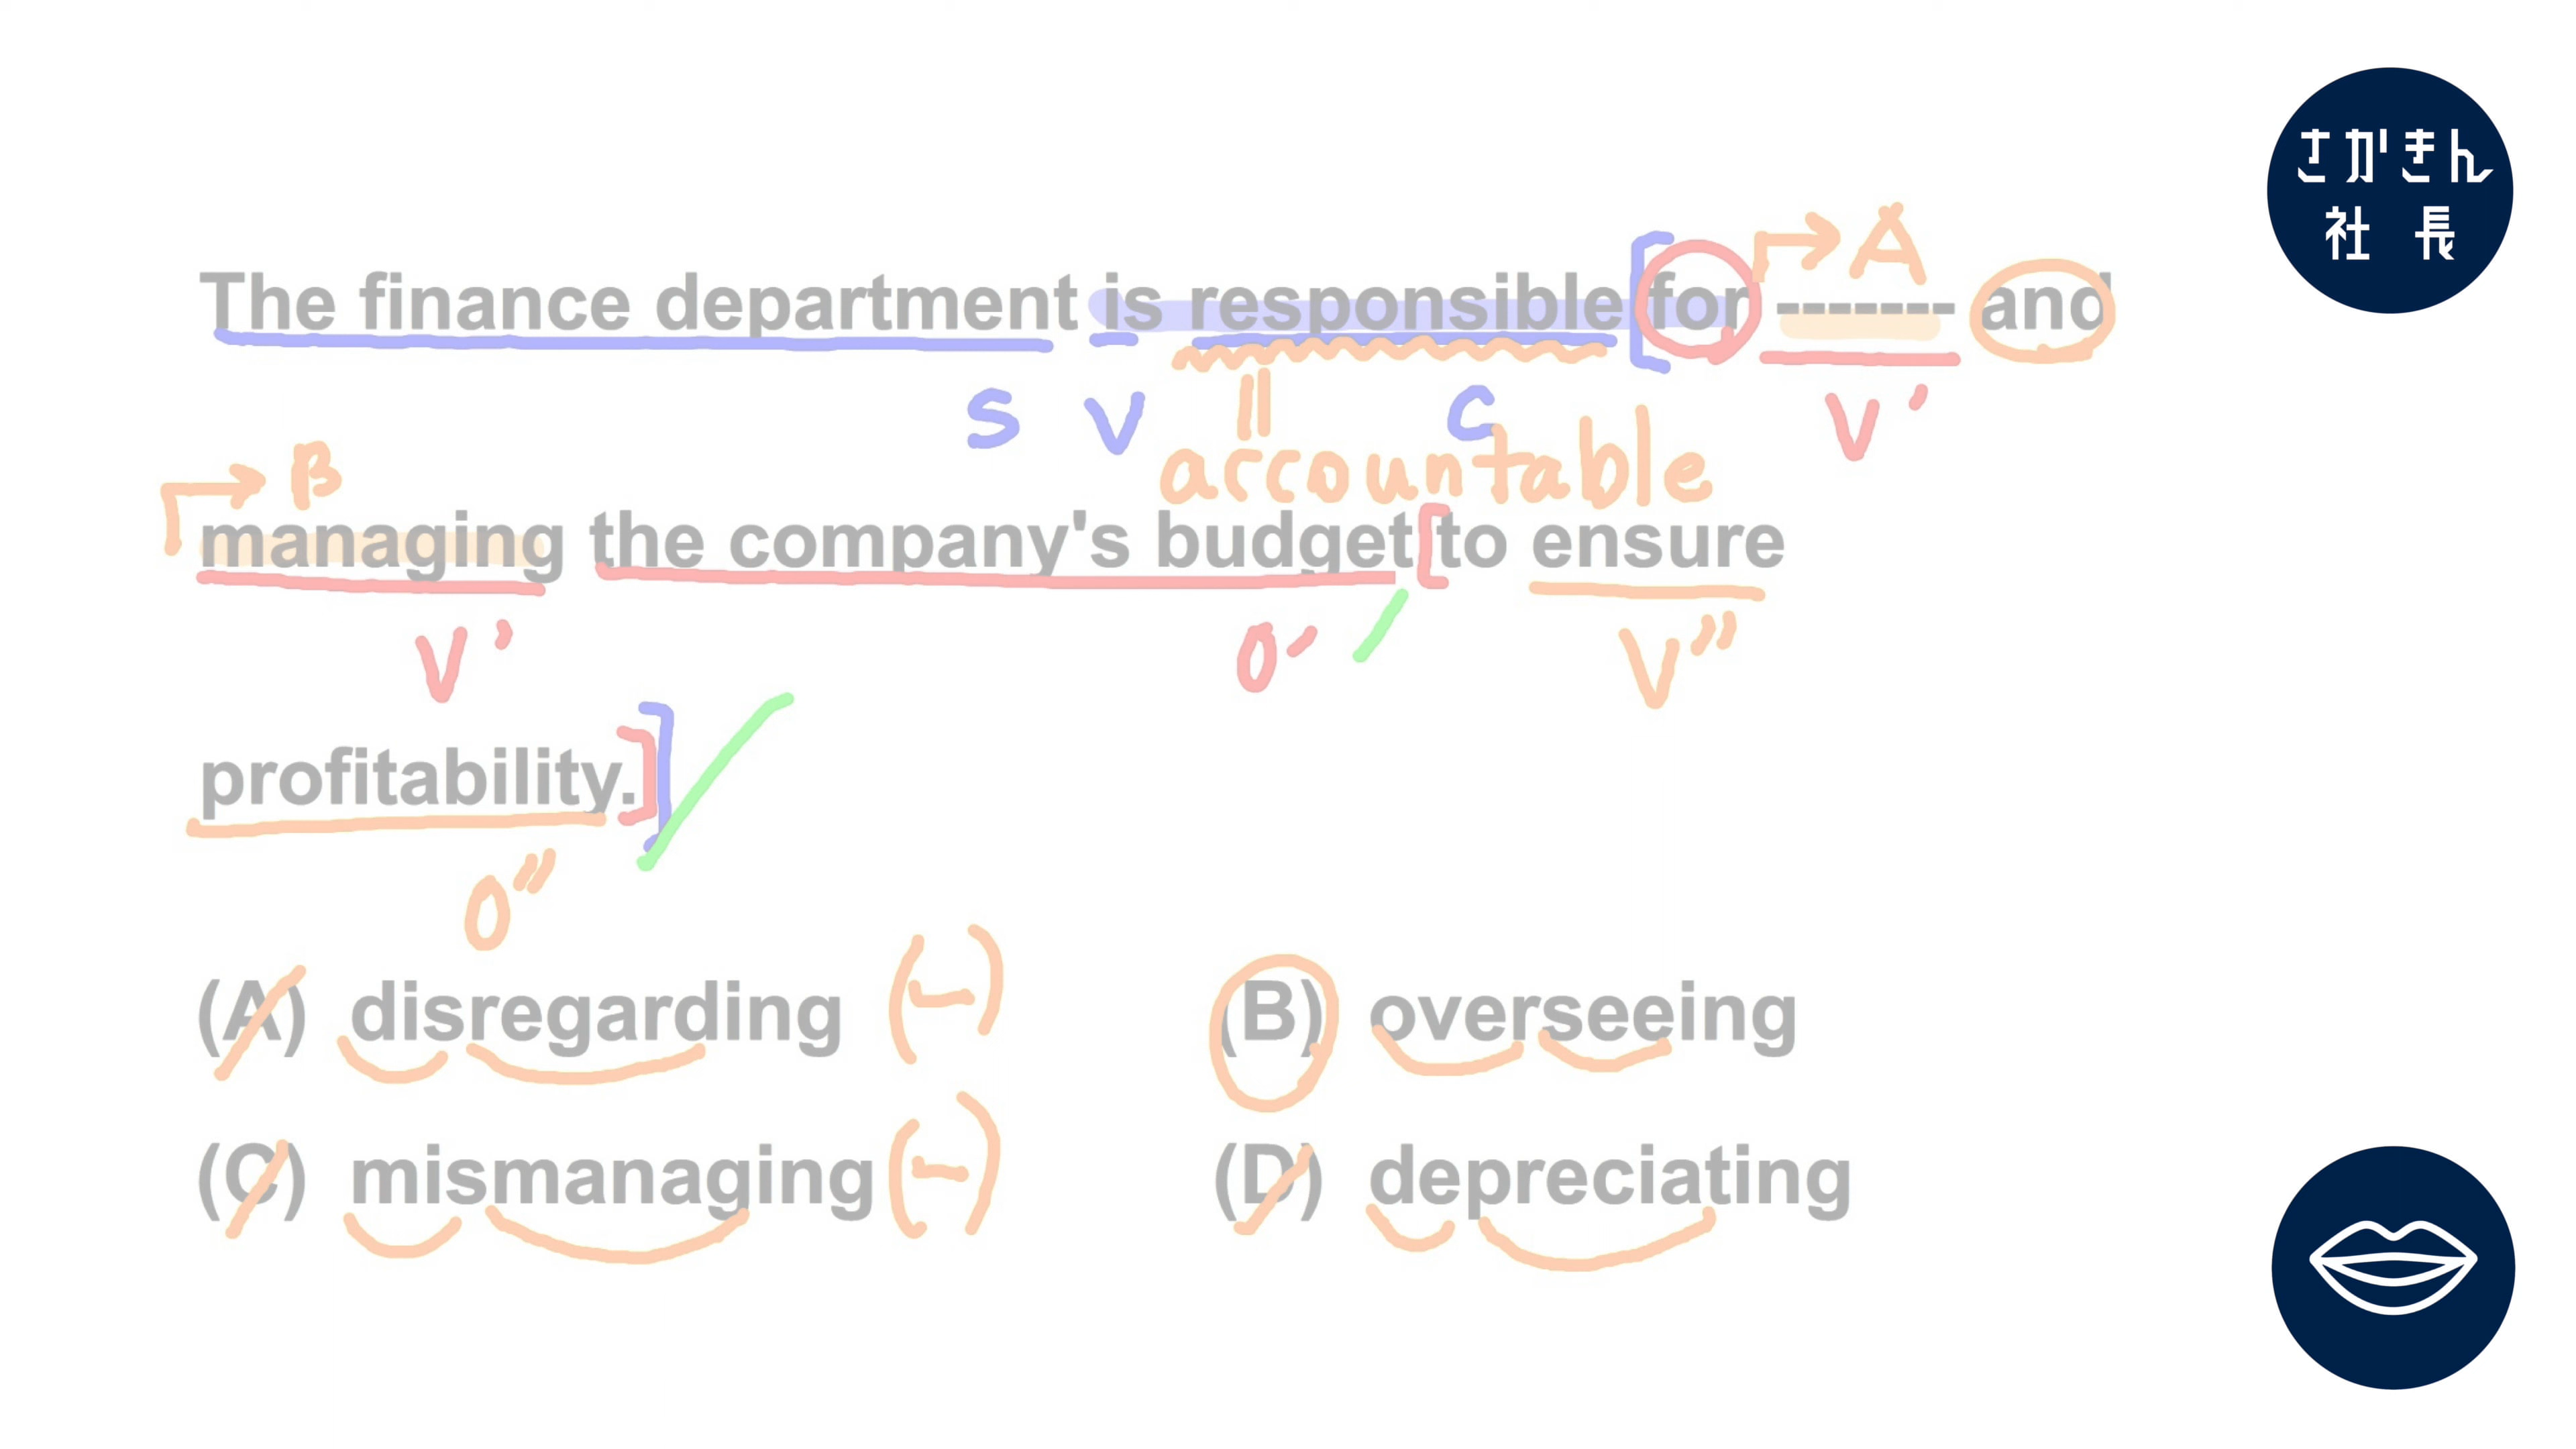 さかきん
社長
A
The finance department is responsible for ------- and
S V C V'
accountable
B
managing the company's budget to ensure
V' O' V"
profitability.
O"
(A) disregarding (-) (B) overseeing
(C) mismanaging (-) (D) depreciating